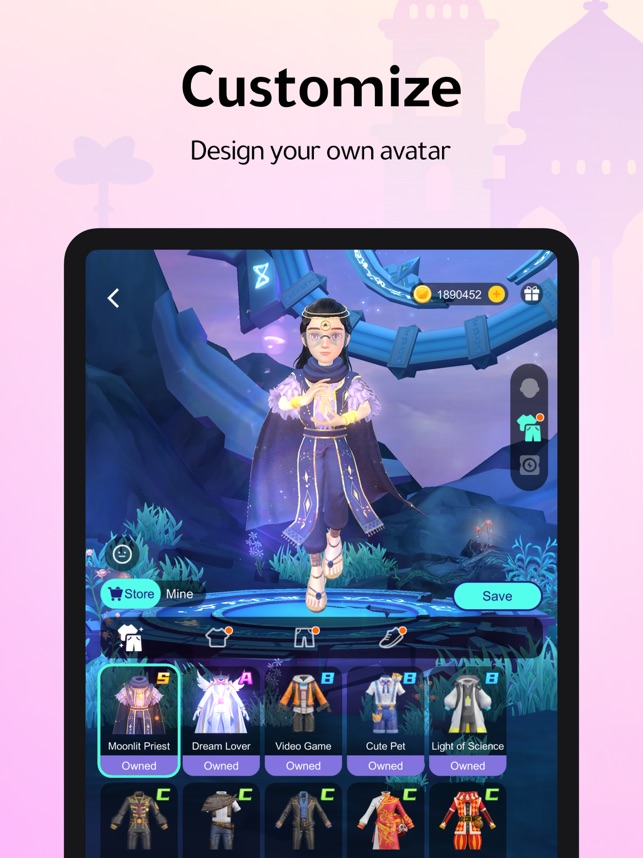 Customize
Design your own avatar
1890452
Store
Mine
Save
S
A
B
B
B
Moonlit Priest
Dream Lover
Video Game
Cute Pet
Light of Science
Owned
Owned
Owned
Owned
Owned
C
C
C
C
C